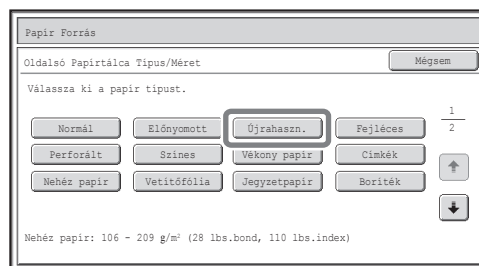 Papír Forrás
Oldalsó Papírtálca Típus/Méret Mégsem
Válassza ki a papír típust.
1
2
Normál Előnyomott Újrahaszn. Fejléces
Perforált Színes Vékony papír Címkék
Nehéz papír Vetítőfólia Jegyzetpapír Boríték
Nehéz papír: 106 - 209 g/m² (28 lbs.bond, 110 lbs.index)